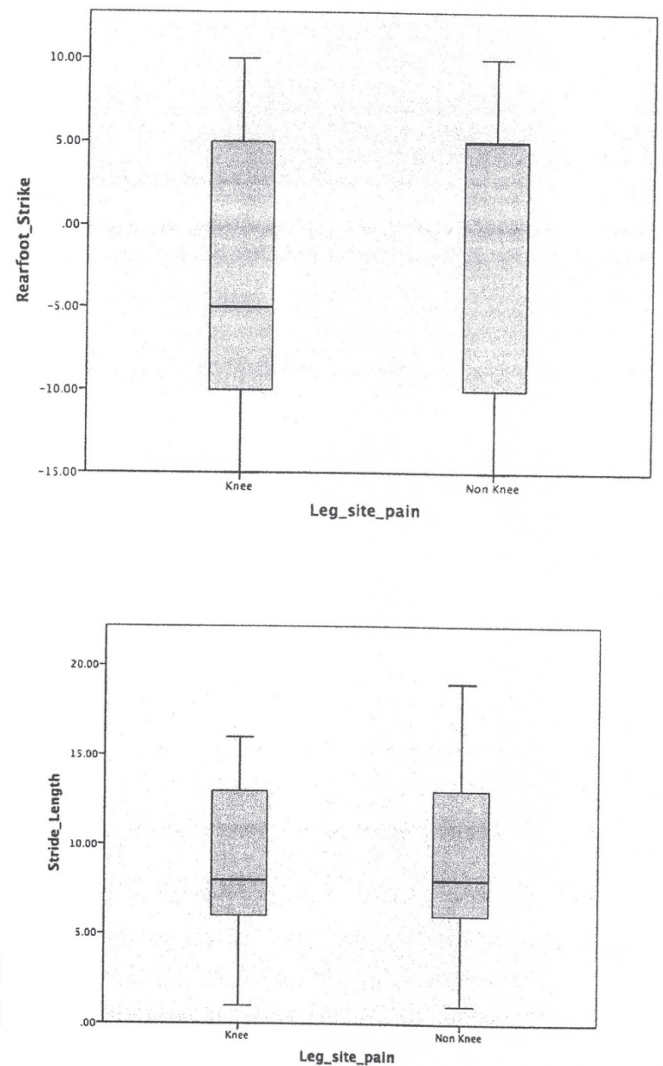 10.00
5.00
.00
-5.00
-10.00
-15.00
Rearfoot_Strike
Knee
Non Knee
Leg_site_pain
20.00
15.00
10.00
5.00
.00
Stride_Length
Knee
Non Knee
Leg_site_pain